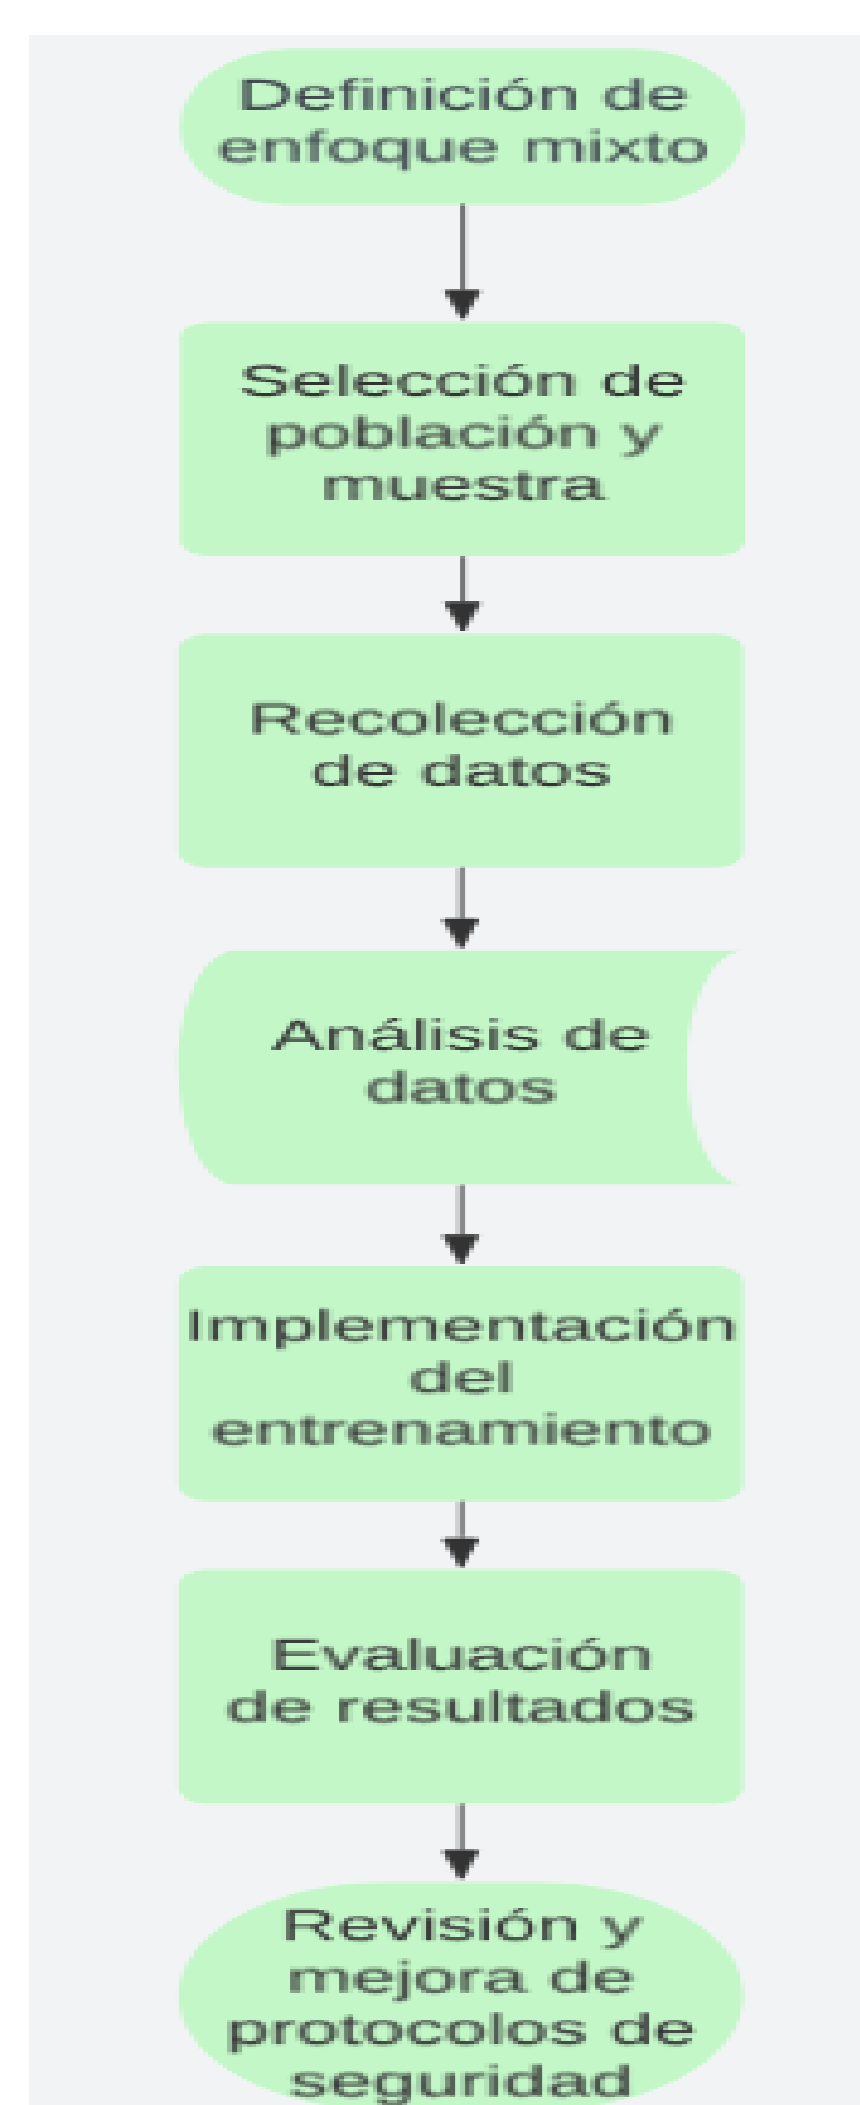 Definición de
enfoque mixto
Selección de
población y
muestra
Recolección
de datos
Análisis de
datos
Implementación
del
entrenamiento
Evaluación
de resultados
Revisión y
mejora de
protocolos de
seguridad